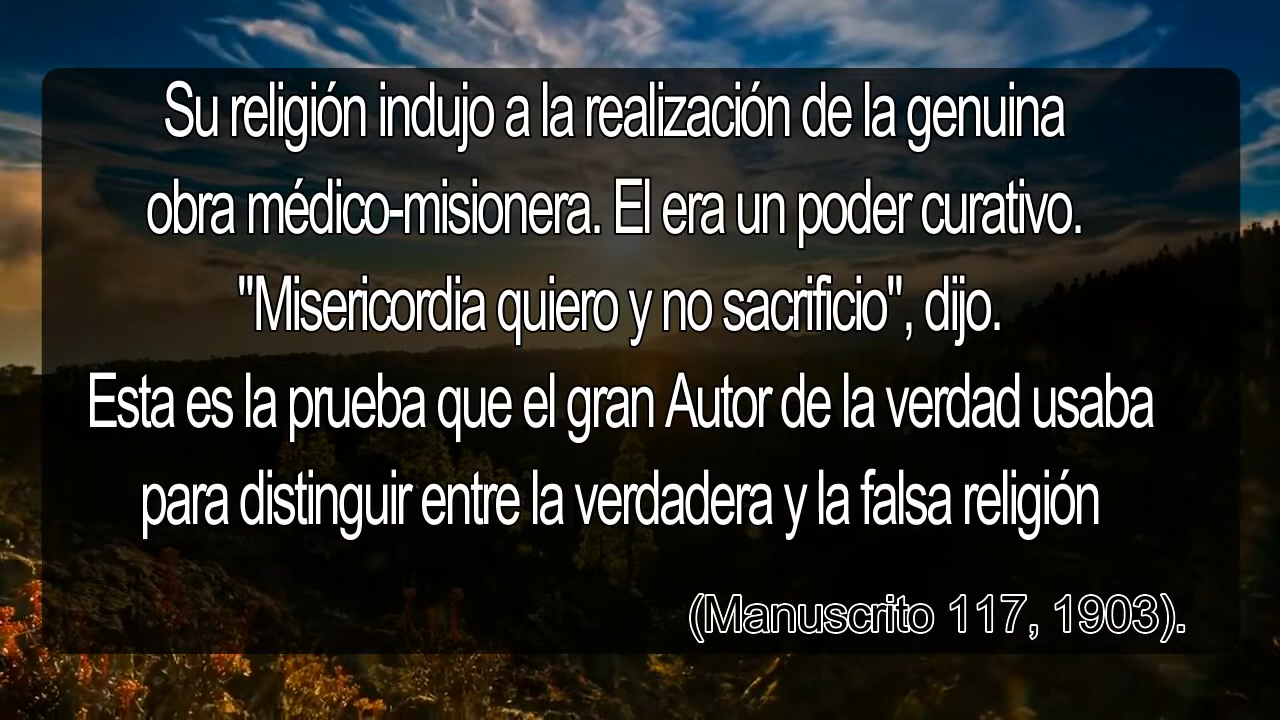 Su religión indujo a la realización de la genuina
obra médico-misionera. El era un poder curativo.
"Misericordia quiero y no sacrificio", dijo.
Esta es la prueba que el gran Autor de la verdad usaba
para distinguir entre la verdadera y la falsa religión
(Manuscrito 117, 1903).